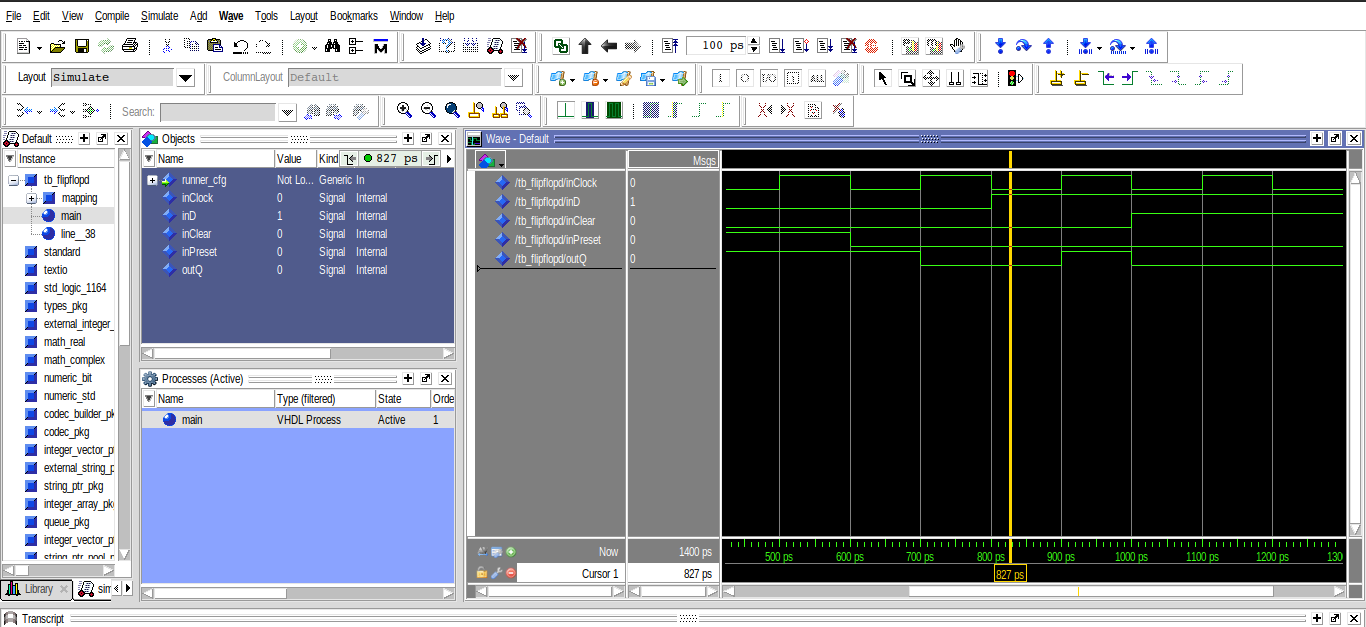 File Edit View Compile Simulate Add Wave Tools Layout Bookmarks Window Help
100 ps
Layout Simulate ColumnLayout Default
Search:
Default
Instance
tb_flipflopd
mapping
main
line__38
standard
textio
std_logic_1164
types_pkg
external_integer_
math_real
math_complex
numeric_bit
numeric_std
codec_builder_pk
codec_pkg
integer_vector_pt
external_string_p
string_ptr_pkg
integer_array_pk
queue_pkg
integer_vector_pt
string_ptr_pool_p
Library sim
Objects
Name Value Kind 827 ps
runner_cfg Not Lo... Generic In
inClock 0 Signal Internal
inD 1 Signal Internal
inClear 0 Signal Internal
inPreset 0 Signal Internal
outQ 0 Signal Internal
Processes (Active)
Name Type (filtered) State Orde
main VHDL Process Active 1
Wave - Default
Msgs
/tb_flipflopd/inClock 0
/tb_flipflopd/inD 1
/tb_flipflopd/inClear 0
/tb_flipflopd/inPreset 0
/tb_flipflopd/outQ 0
Now 1400 ps
500 ps 600 ps 700 ps 800 ps 900 ps 1000 ps 1100 ps 1200 ps 130
Cursor 1 827 ps
827 ps
Transcript